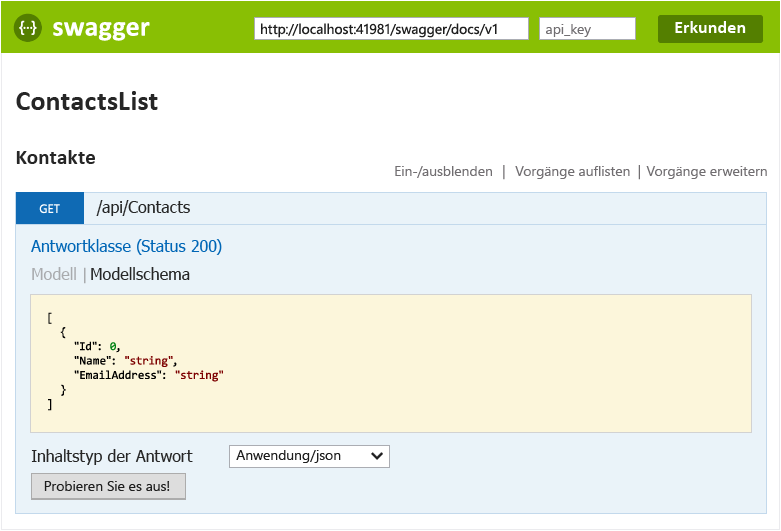 {··} swagger http://localhost:41981/swagger/docs/v1 api_key Erkunden
ContactsList
Kontakte
Ein-/ausblenden | Vorgänge auflisten | Vorgänge erweitern
GET /api/Contacts
Antwortklasse (Status 200)
Modell | Modellschema
[
{
"Id": 0,
"Name": "string",
"EmailAddress": "string"
}
]
Inhaltstyp der Antwort Anwendung/json
Probieren Sie es aus!